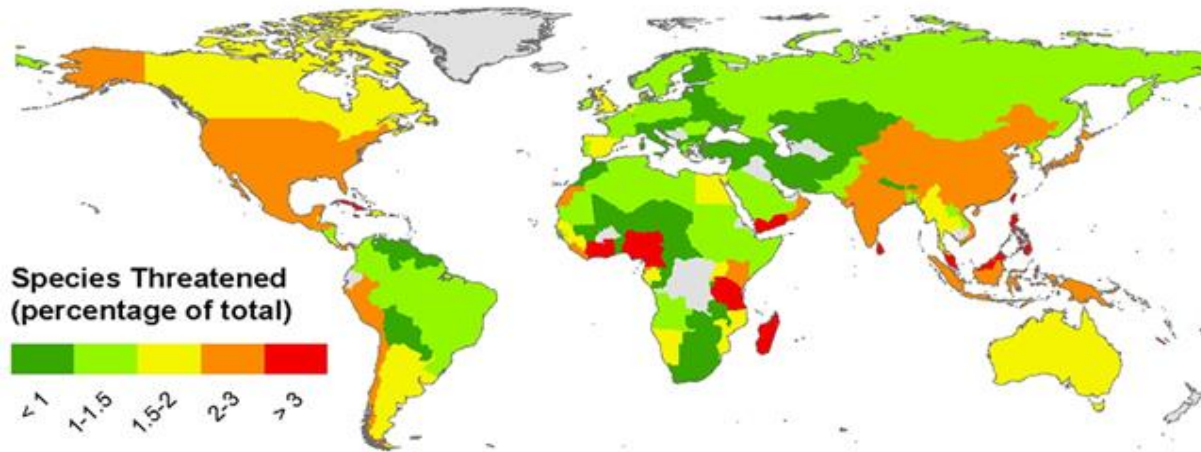 Species Threatened
(percentage of total)
< 1
1-1.5
1.5-2
2-3
> 3